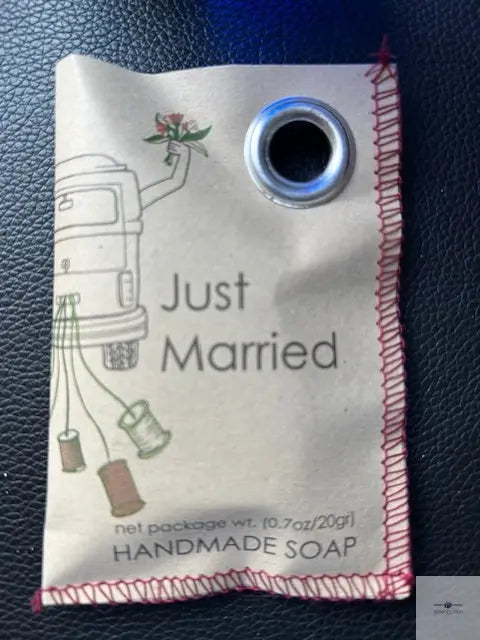 Just
Married
net package wt. (0.7oz/20gr)
HANDMADE SOAP